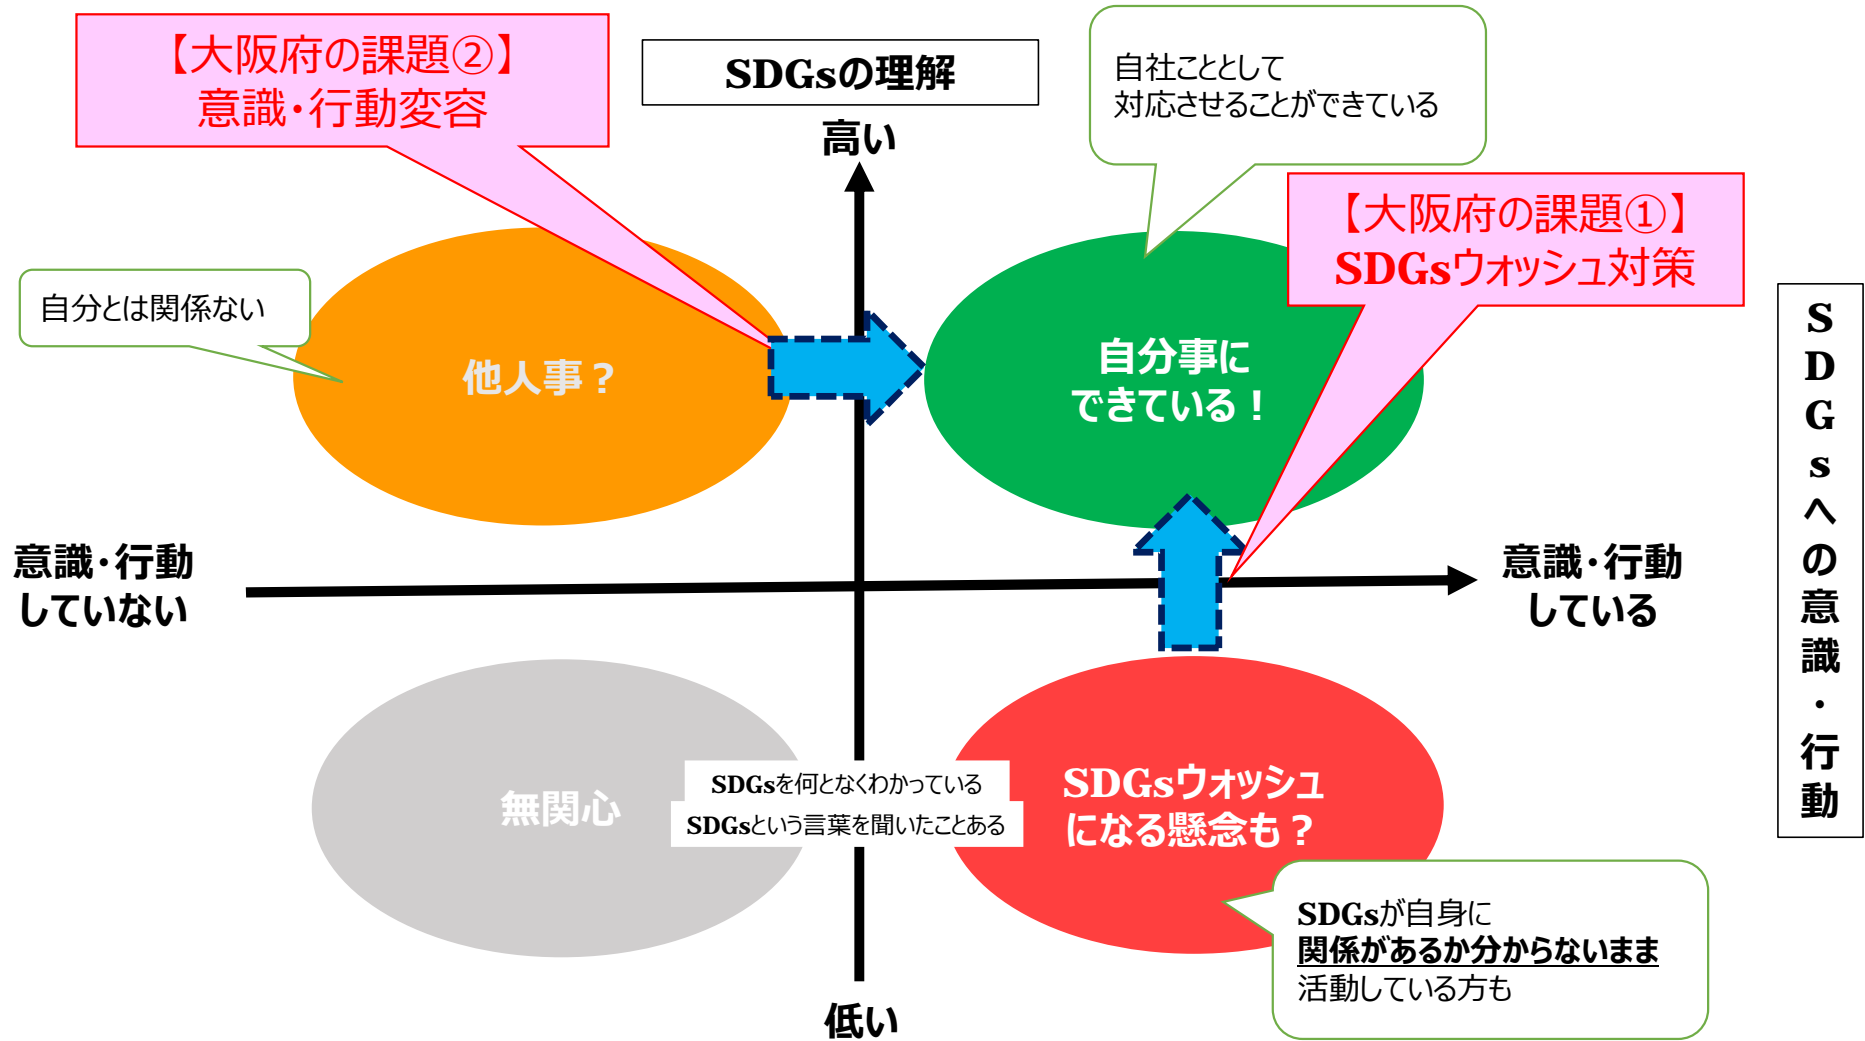 【大阪府の課題②】
意識・行動変容
SDGsの理解
高い
自社こととして
対応させることができている
【大阪府の課題①】
SDGsウォッシュ対策
自分とは関係ない
他人事？
自分事に
できている！
SDGsへの意識・行動
意識・行動
していない
意識・行動
している
無関心
SDGsを何となくわかっている
SDGsという言葉を聞いたことある
SDGsウォッシュ
になる懸念も？
SDGsが自身に
関係があるか分からないまま
活動している方も
低い